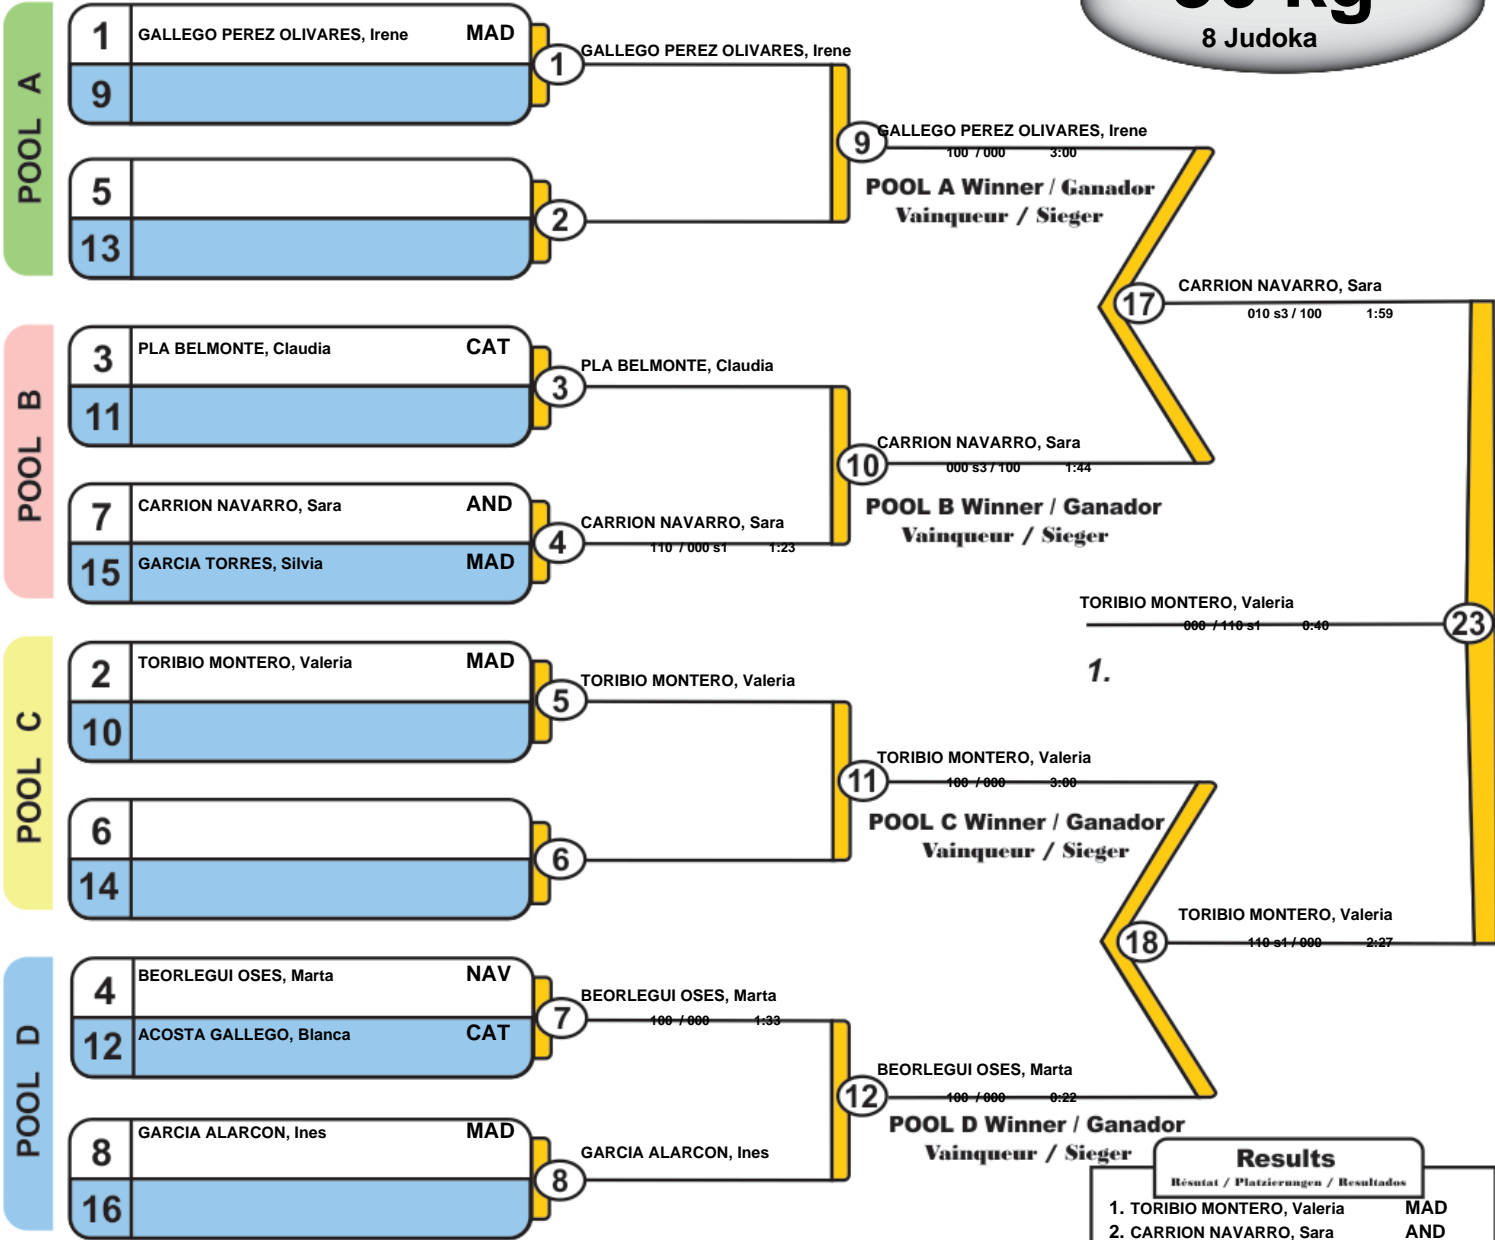 8 Judoka
POOL A
1 GALLEGO PEREZ OLIVARES, Irene MAD
9
1 GALLEGO PEREZ OLIVARES, Irene
5
13
2
9 GALLEGO PEREZ OLIVARES, Irene
100 / 000 3:00
POOL A Winner / Ganador
Vainqueur / Sieger
POOL B
3 PLA BELMONTE, Claudia CAT
11
3 PLA BELMONTE, Claudia
7 CARRION NAVARRO, Sara AND
15 GARCIA TORRES, Silvia MAD
4 CARRION NAVARRO, Sara
110 / 000 s1 1:23
10 CARRION NAVARRO, Sara
000 s3 / 100 1:44
POOL B Winner / Ganador
Vainqueur / Sieger
17 CARRION NAVARRO, Sara
010 s3 / 100 1:59
TORIBIO MONTERO, Valeria
000 / 110 s1 0:40
23
1.
POOL C
2 TORIBIO MONTERO, Valeria MAD
10
5 TORIBIO MONTERO, Valeria
6
14
6
11 TORIBIO MONTERO, Valeria
100 / 000 3:00
POOL C Winner / Ganador
Vainqueur / Sieger
18 TORIBIO MONTERO, Valeria
110 s1 / 000 2:27
POOL D
4 BEORLEGUI OSES, Marta NAV
12 ACOSTA GALLEGO, Blanca CAT
7 BEORLEGUI OSES, Marta
100 / 000 1:33
8 GARCIA ALARCON, Ines MAD
16
8 GARCIA ALARCON, Ines
12 BEORLEGUI OSES, Marta
100 / 000 0:22
POOL D Winner / Ganador
Vainqueur / Sieger
Results
Résutat / Platzierungen / Resultados
1. TORIBIO MONTERO, Valeria MAD
2. CARRION NAVARRO, Sara AND